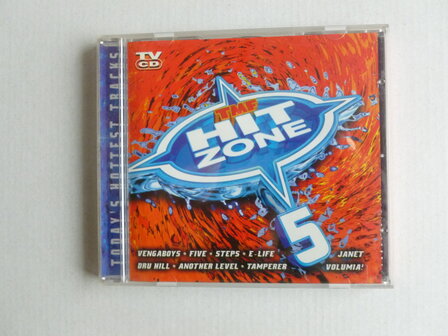 TV
CD
TODAY'S HOTTEST TRACKS
TMF
HIT
ZONE
5
VENGABOYS • FIVE • STEPS • E-LIFE JANET
DRU HILL • ANOTHER LEVEL • TAMPERER VOLUMIA!